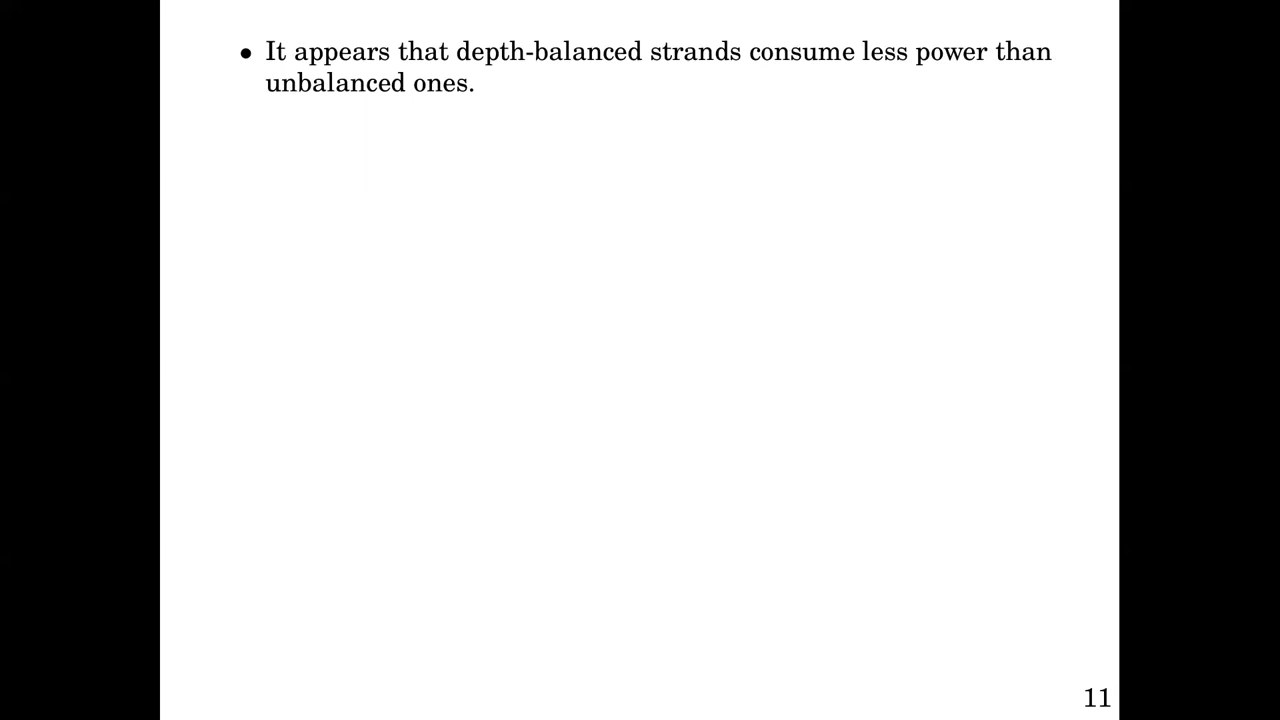 • It appears that depth-balanced strands consume less power than
unbalanced ones.
11